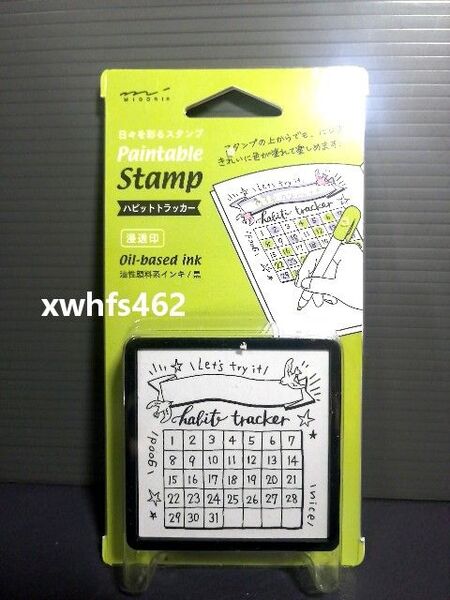 MIDORI
日々を彩るスタンプ
Paintable
Stamp
ハビットトラッカー
浸透印
Oil-based ink
油性顔料系インキ/黒
スタンプの上からでも、
きれいに色が塗れて楽しめます。
Let's try it!
habit tracker
xwhfs462
Let's try it!
habit tracker
good!
nice!
1 2 3 4 5 6 7
8 9 10 11 12 13 14
15 16 17 18 19 20 21
22 23 24 25 26 27 28
29 30 31